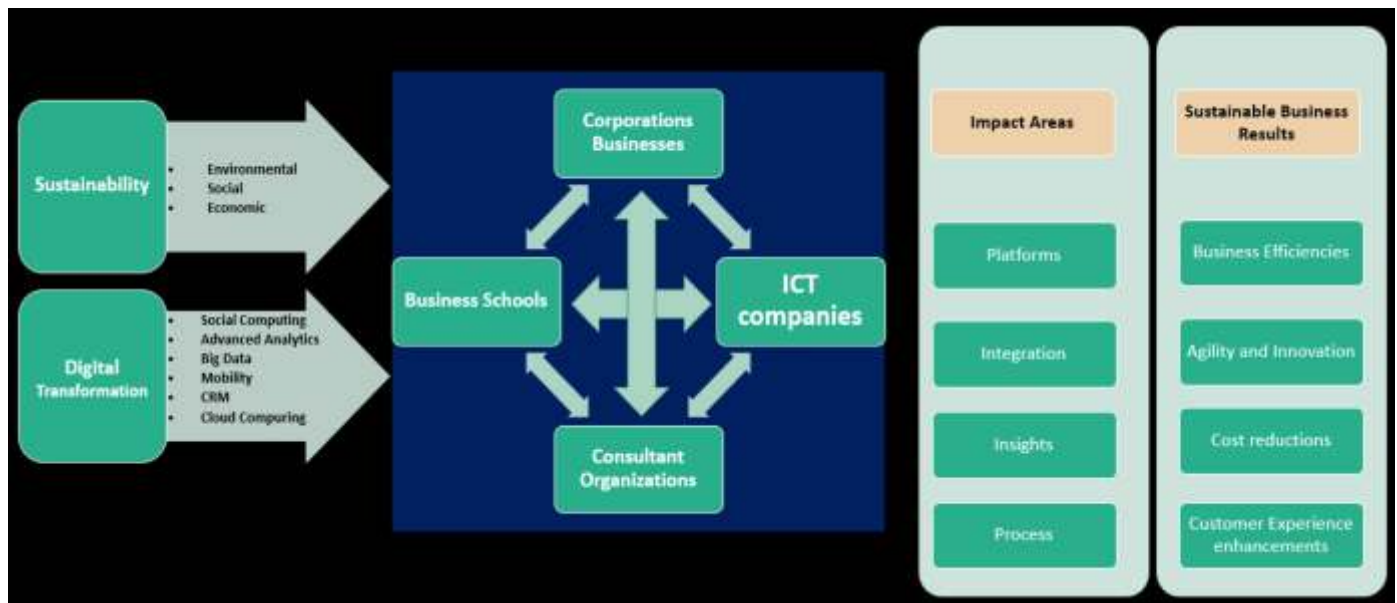 Sustainability
• Environmental
• Social
• Economic
Digital
Transformation
• Social Computing
• Advanced Analytics
• Big Data
• Mobility
• CRM
• Cloud Compuring
Corporations
Businesses
Business Schools
ICT
companies
Consultant
Organizations
Impact Areas
Platforms
Integration
Insights
Process
Sustainable Business
Results
Business Efficiencies
Agility and Innovation
Cost reductions
Customer Experience
enhancements